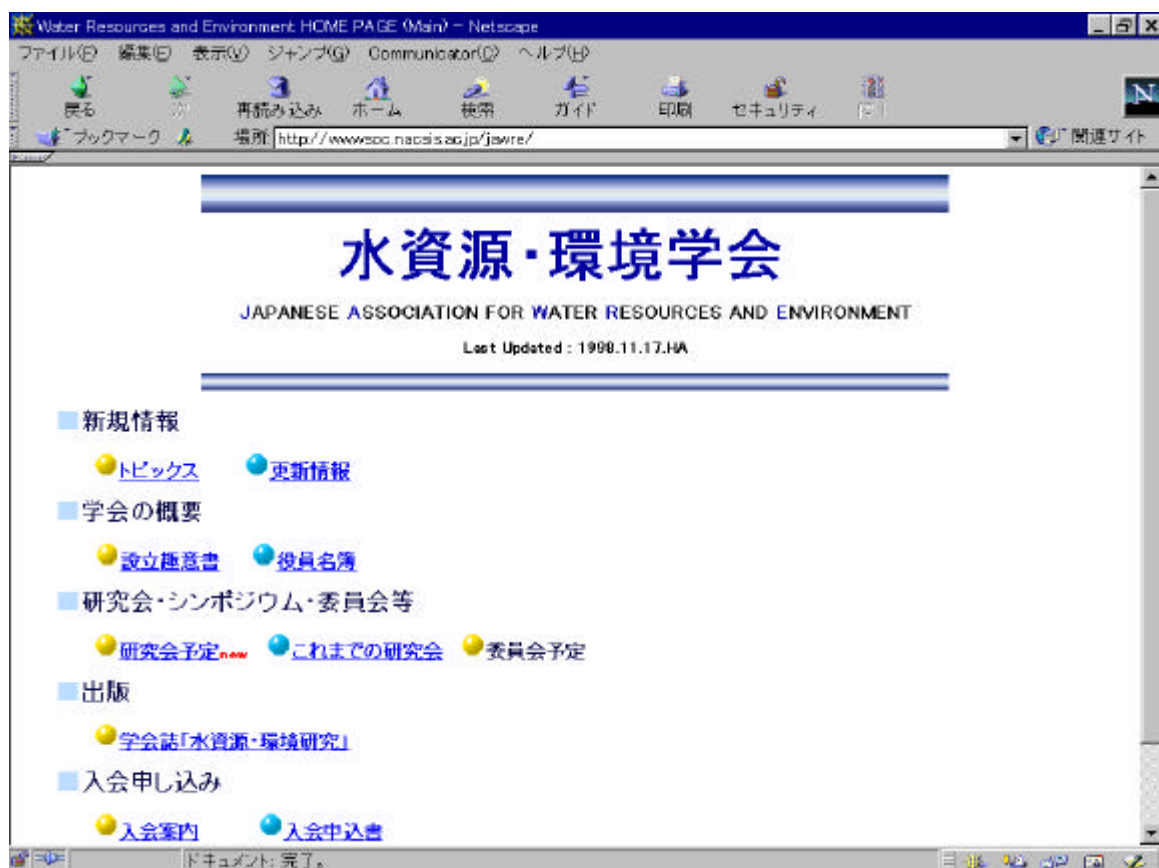 Water Resources and Environment HOME PAGE (Main) - Netscape
ファイル(F) 編集(E) 表示(V) ジャンプ(G) Communicator(C) ヘルプ(H)
戻る 再読み込み ホーム 検索 ガイド 印刷 セキュリティ
ブックマーク 場所: http://wwwsoc.nacsis.ac.jp/jawre/ 関連サイト
水資源・環境学会
JAPANESE ASSOCIATION FOR WATER RESOURCES AND ENVIRONMENT
Last Updated : 1998.11.17.HA
新規情報
トピックス 更新情報
学会の概要
設立趣意書 役員名簿
研究会・シンポジウム・委員会等
研究会予定new これまでの研究会 委員会予定
出版
学会誌「水資源・環境研究」
入会申し込み
入会案内 入会申込書
ドキュメント: 完了。